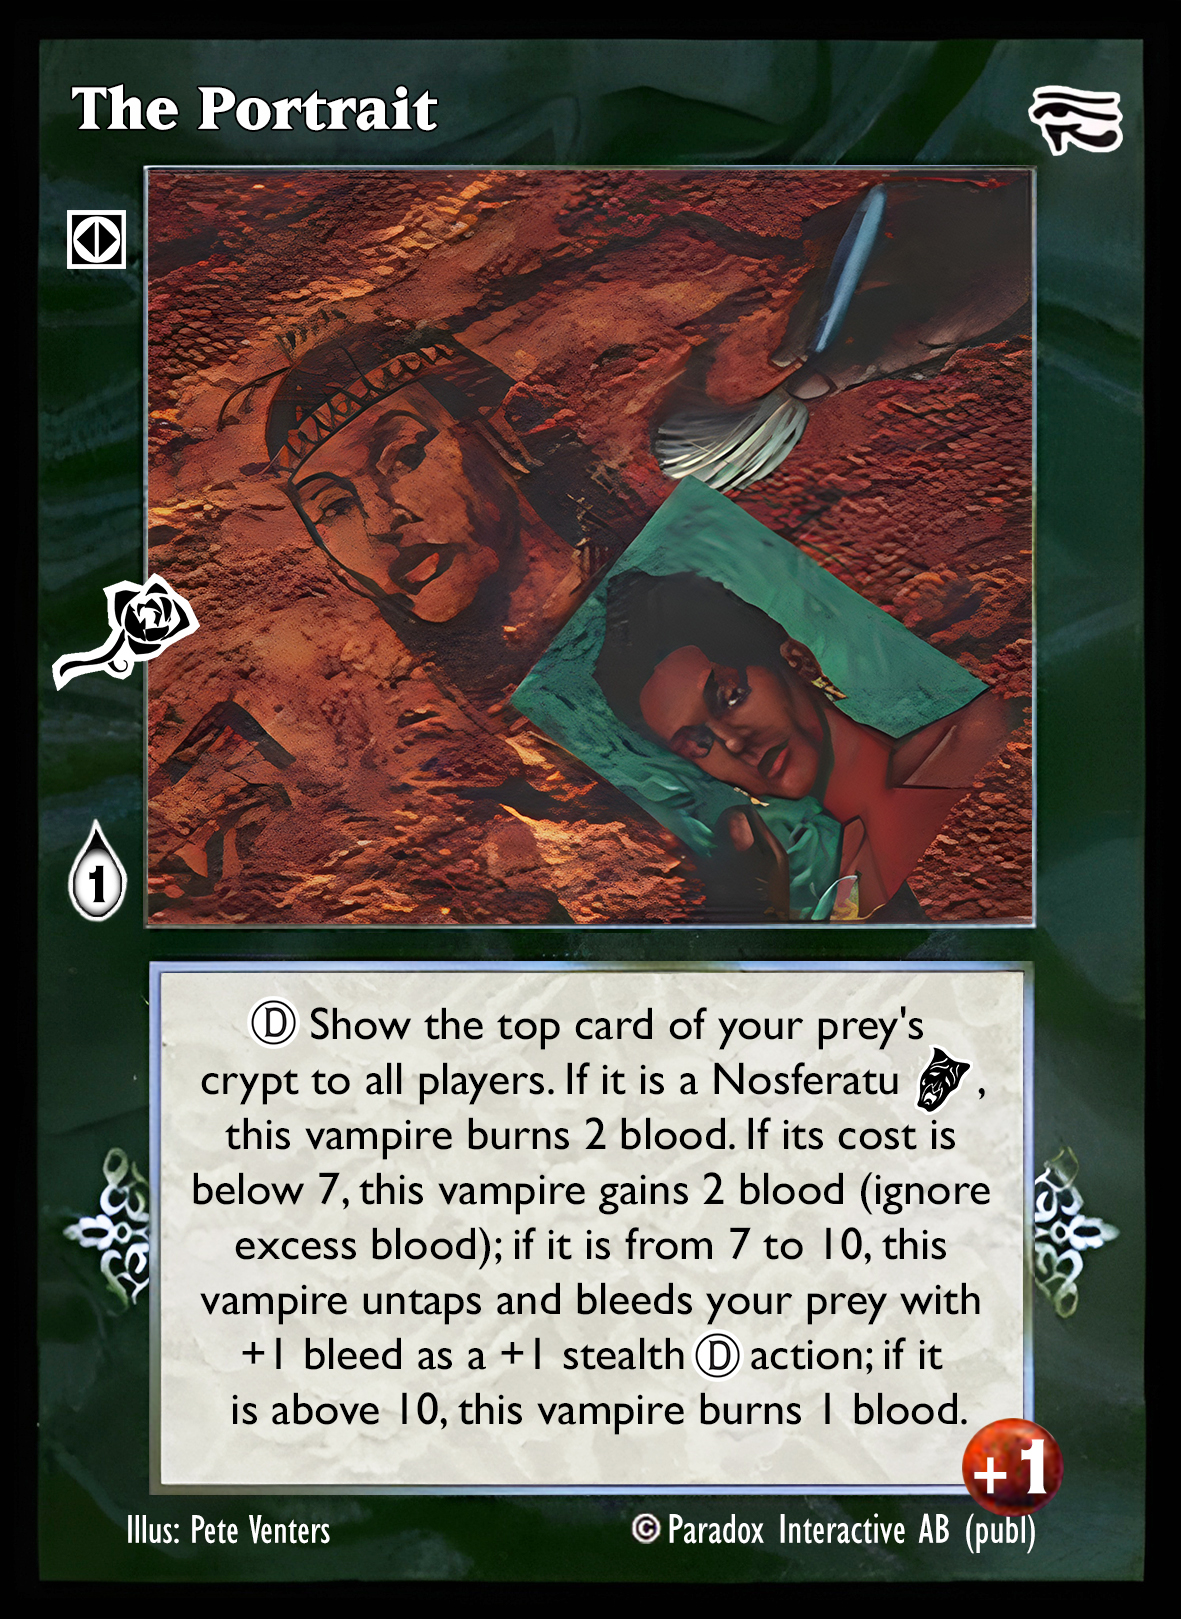 The Portrait
1
Ⓓ Show the top card of your prey's
crypt to all players. If it is a Nosferatu ,
this vampire burns 2 blood. If its cost is
below 7, this vampire gains 2 blood (ignore
excess blood); if it is from 7 to 10, this
vampire untaps and bleeds your prey with
+1 bleed as a +1 stealth Ⓓ action; if it
is above 10, this vampire burns 1 blood.
+1
Illus: Pete Venters
© Paradox Interactive AB (publ)